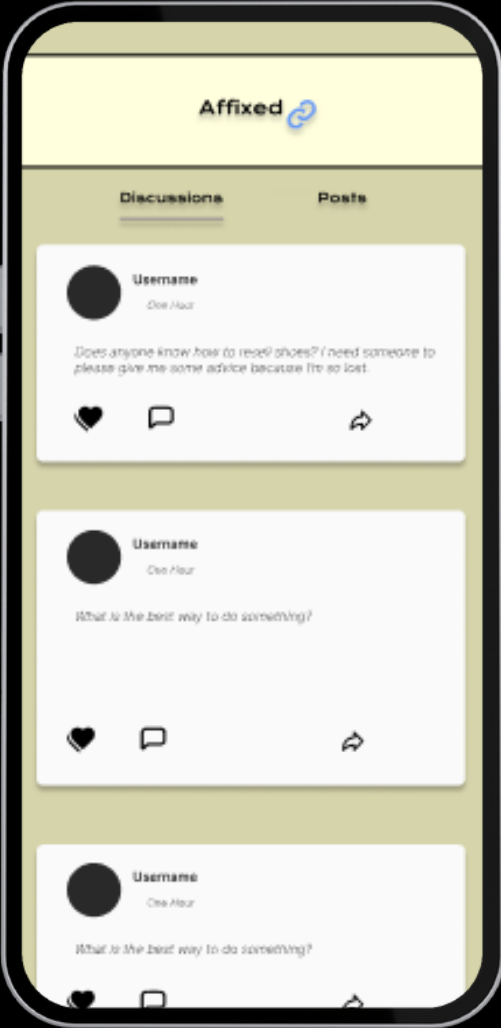 Affixed
Discussions Posts
Username
One Hour
Does anyone know how to resell shoes? I need someone to
please give me some advice because I'm so lost.
Username
One Hour
What is the best way to do something?
Username
One Hour
What is the best way to do something?